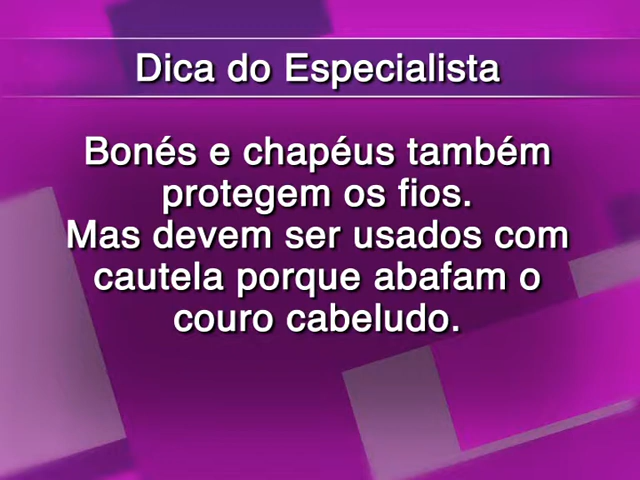 Dica do Especialista
Bonés e chapéus também
protegem os fios.
Mas devem ser usados com
cautela porque abafam o
couro cabeludo.